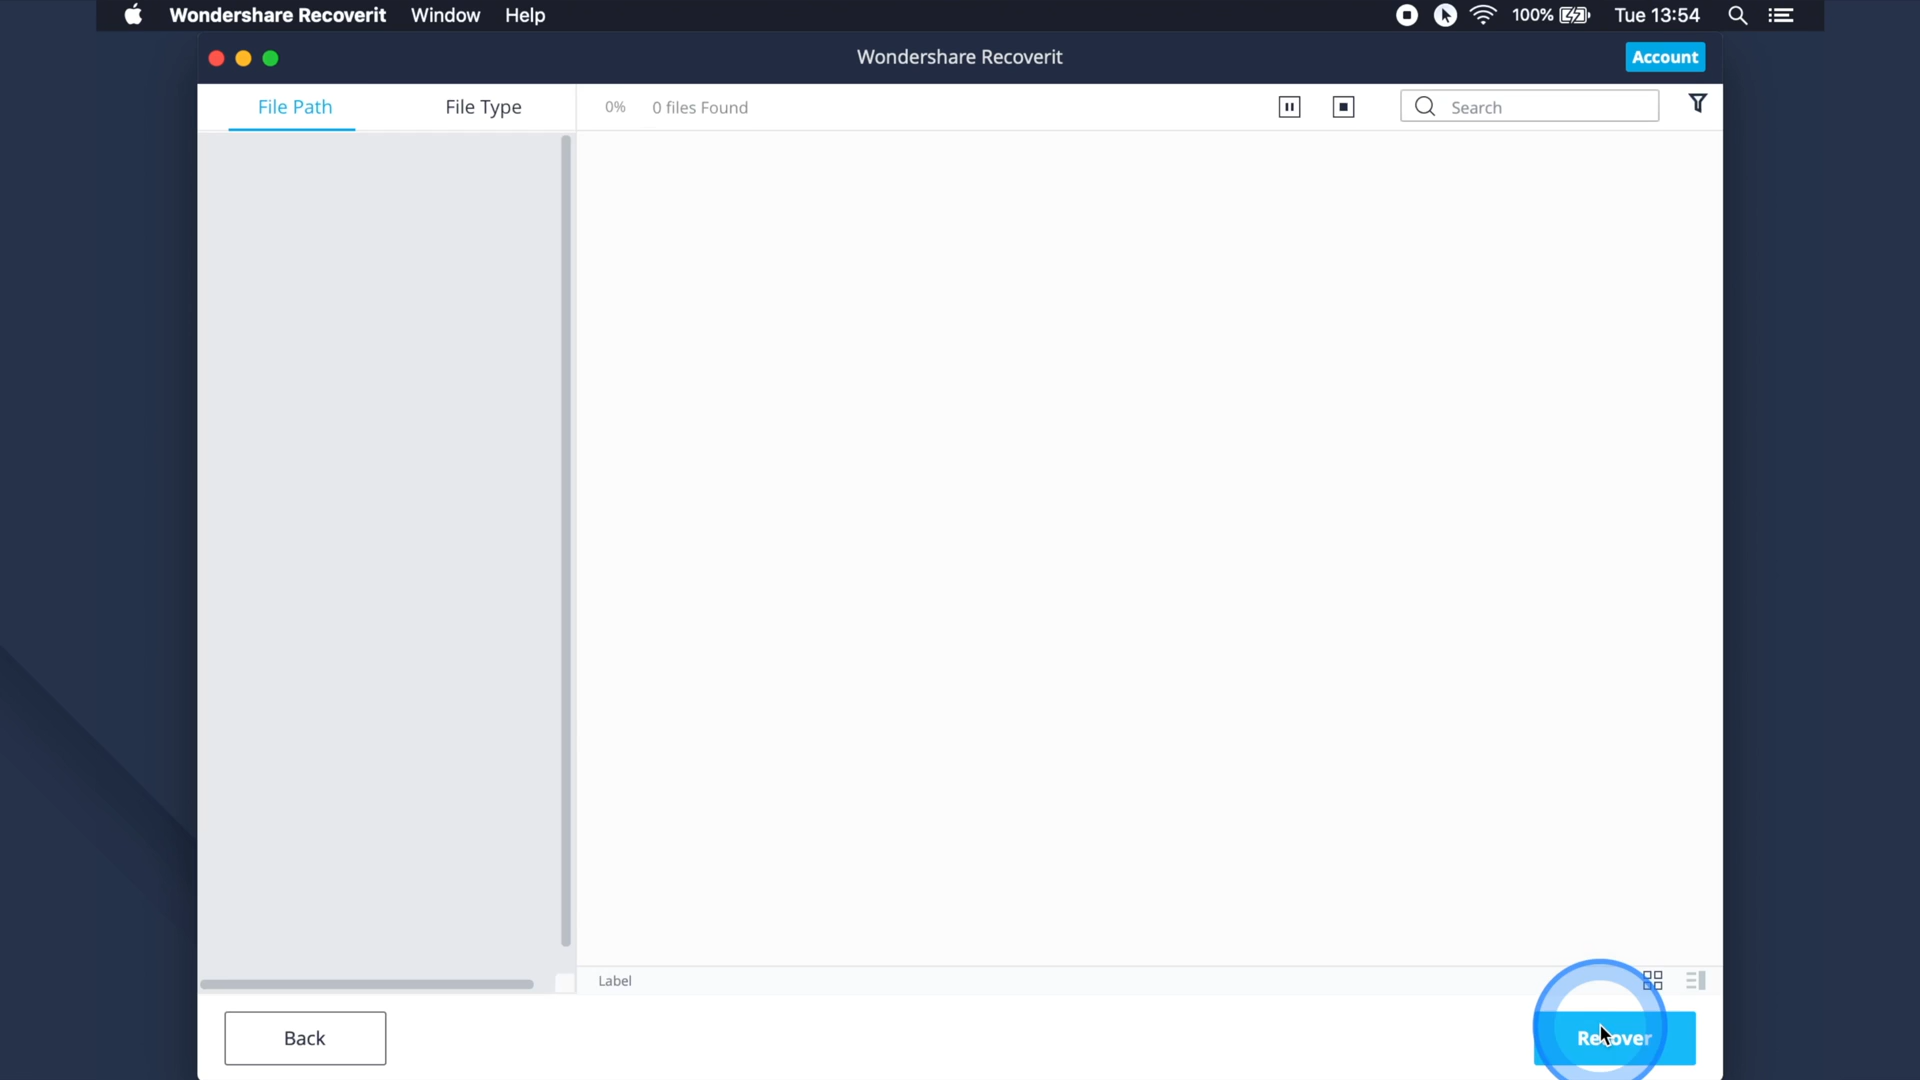 Wondershare Recoverit Window Help 100% Tue 13:54
Wondershare Recoverit Account
File Path File Type 0% 0 files Found Search
Label
Back Recover